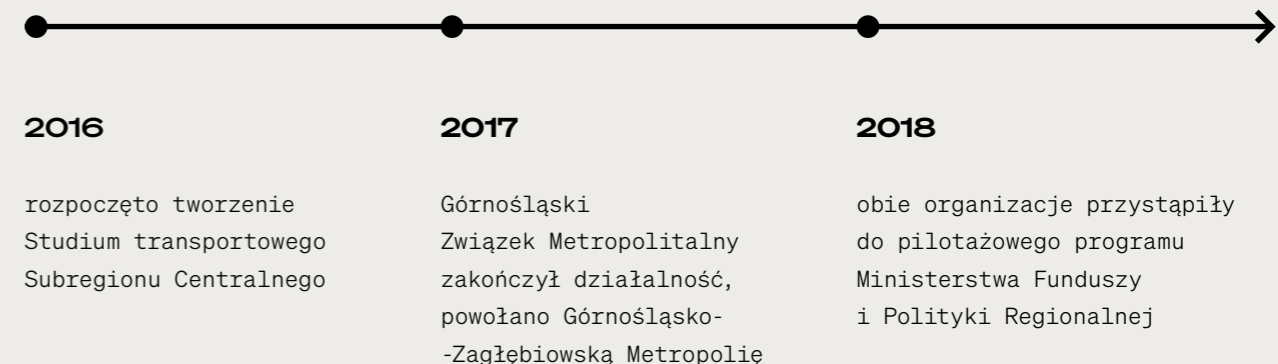 2016
rozpoczęto tworzenie
Studium transportowego
Subregionu Centralnego
2017
Górnośląski
Związek Metropolitalny
zakończył działalność,
powołano Górnośląsko-
-Zagłębiowską Metropolię
2018
obie organizacje przystąpiły
do pilotażowego programu
Ministerstwa Funduszy
i Polityki Regionalnej